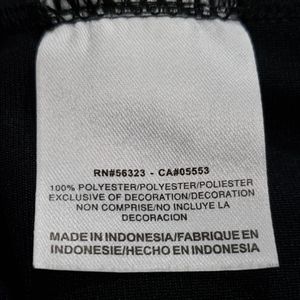 RN#56323 - CA#05553
100% POLYESTER/POLYESTER/POLIESTER
EXCLUSIVE OF DECORATION/DECORATION
NON COMPRISE/NO INCLUYE LA
DECORACION
MADE IN INDONESIA/FABRIQUE EN
INDONESIE/HECHO EN INDONESIA